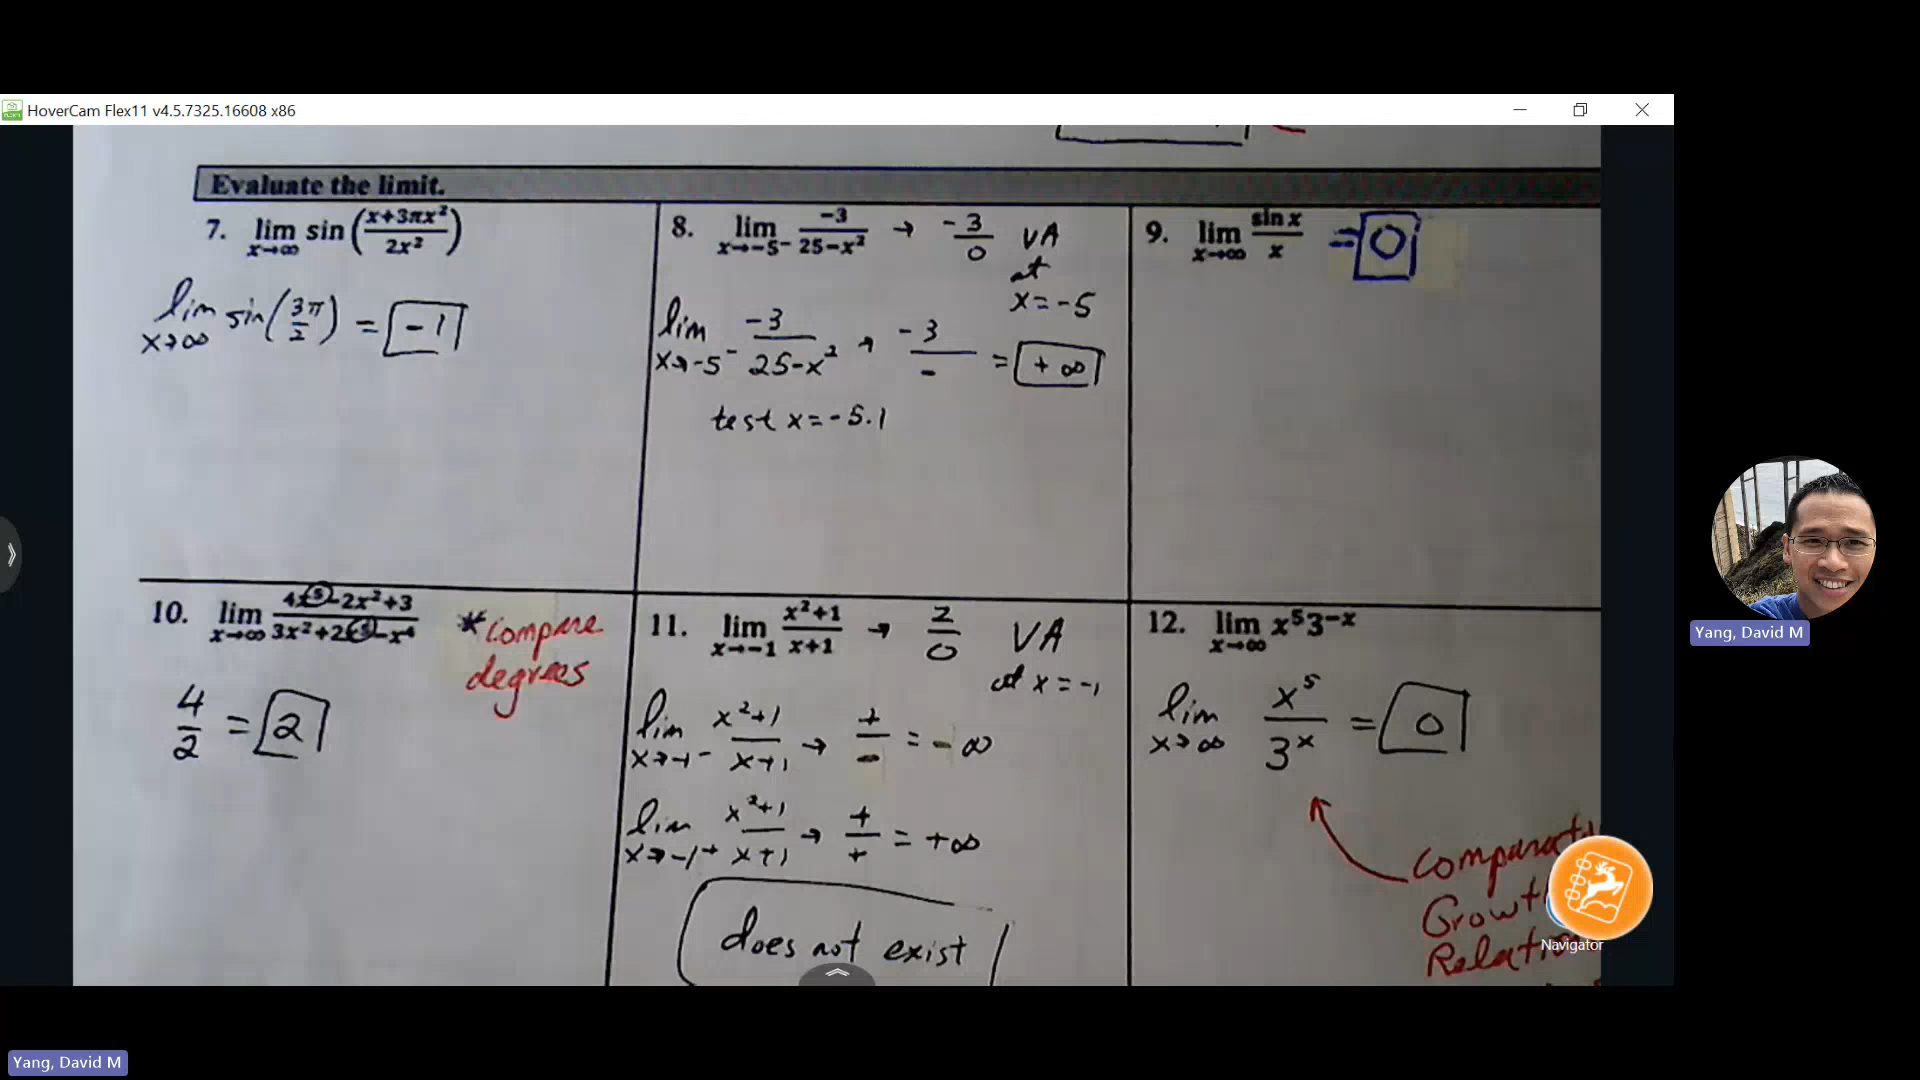 HoverCam Flex11 v4.5.7325.16608 x86
Evaluate the limit.
7. lim x→∞ sin((x+3πx²)/(2x²))
lim x→∞ sin(3π/2) = -1
8. lim x→-5⁻ -3/(25-x²) → -3/0 VA
at
x=-5
lim x→-5⁻ -3/(25-x²) → -3/- = +∞
test x=-5.1
9. lim x→∞ sin x/x = 0
10. lim x→∞ (4x⁵-2x²+3)/(3x²+2x⁵-x⁴)
*compare
degrees
4/2 = 2
11. lim x→-1 (x²+1)/(x+1) → 2/0 VA
at x=-1
lim x→-1⁻ (x²+1)/(x+1) → +/- = -∞
lim x→-1⁺ (x²+1)/(x+1) → +/+ = +∞
does not exist
12. lim x→∞ x⁵3⁻ˣ
lim x→∞ x⁵/3ˣ = 0
Navigator
Yang, David M
Yang, David M